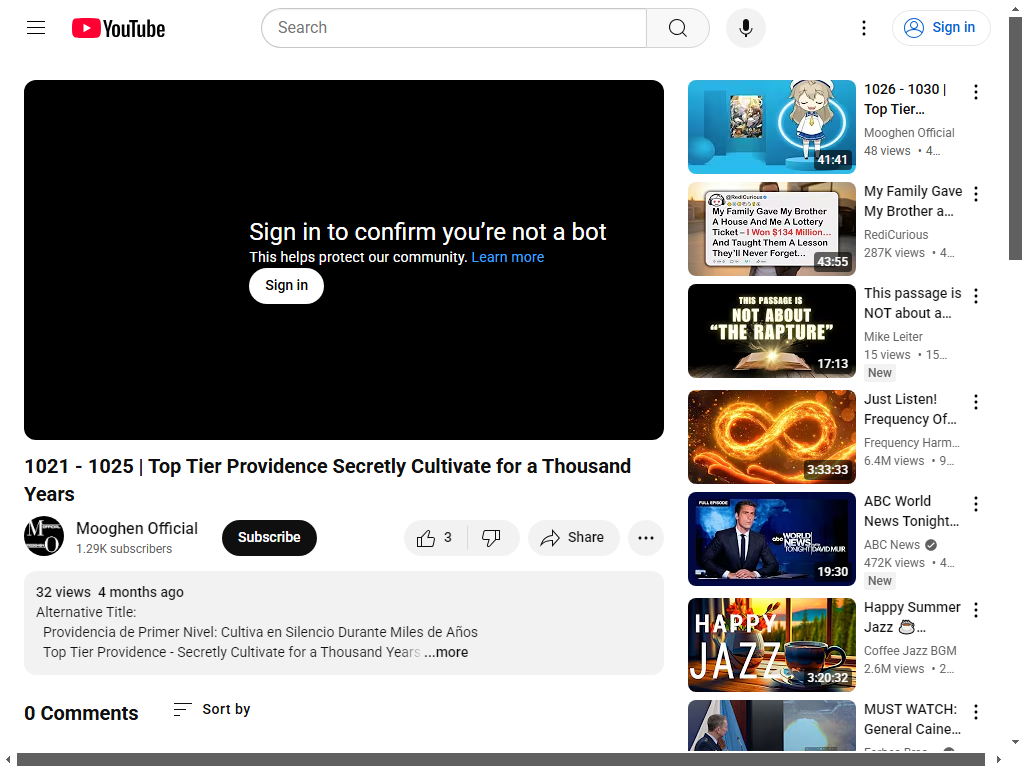 YouTube
Search
Sign in
Sign in to confirm you’re not a bot
This helps protect our community. Learn more
Sign in
1021 - 1025 | Top Tier Providence Secretly Cultivate for a Thousand
Years
Mooghen Official
1.29K subscribers
Subscribe
3
Share
32 views 4 months ago
Alternative Title:
Providencia de Primer Nivel: Cultiva en Silencio Durante Miles de Años
Top Tier Providence - Secretly Cultivate for a Thousand Years ...more
0 Comments
Sort by
41:41
1026 - 1030 |
Top Tier...
Mooghen Official
48 views • 4...
@RediCurious
My Family Gave My Brother
A House And Me A Lottery
Ticket – I Won $134 Million...
And Taught Them A Lesson
They'll Never Forget...
43:55
My Family Gave
My Brother a...
RediCurious
287K views • 4...
THIS PASSAGE IS
NOT ABOUT
“THE RAPTURE”
17:13
This passage is
NOT about a...
Mike Leiter
15 views • 15...
New
3:33:33
Just Listen!
Frequency Of...
Frequency Harm...
6.4M views • 9...
FULL EPISODE
abc WORLD
NEWS
TONIGHT DAVID MUIR
19:30
ABC World
News Tonight...
ABC News
472K views • 4...
New
HAPPY
JAZZ
3:20:32
Happy Summer
Jazz ...
Coffee Jazz BGM
2.6M views • 2...
MUST WATCH:
General Caine...